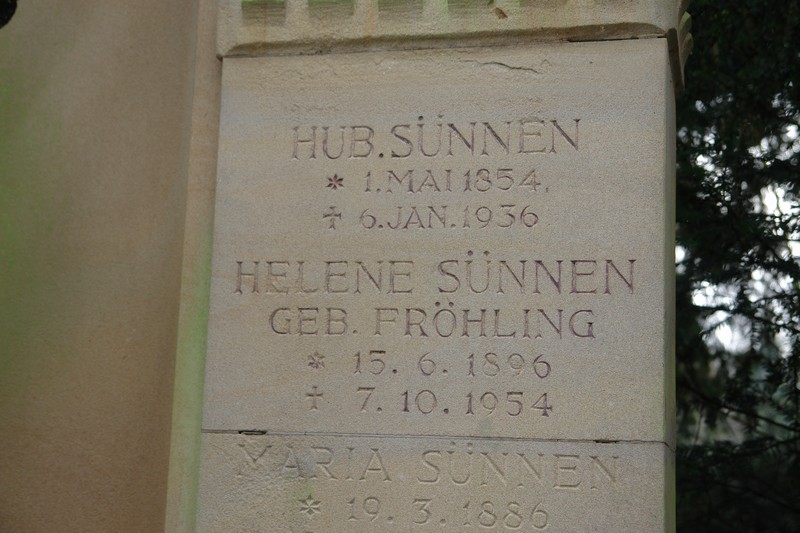 HUB. SÜNNEN
* 1. MAI 1854,
✝ 6. JAN. 1936
HELENE SÜNNEN
GEB. FRÖHLING
* 15. 6. 1896
✝ 7. 10. 1954
MARIA SÜNNEN
* 19. 3. 1886